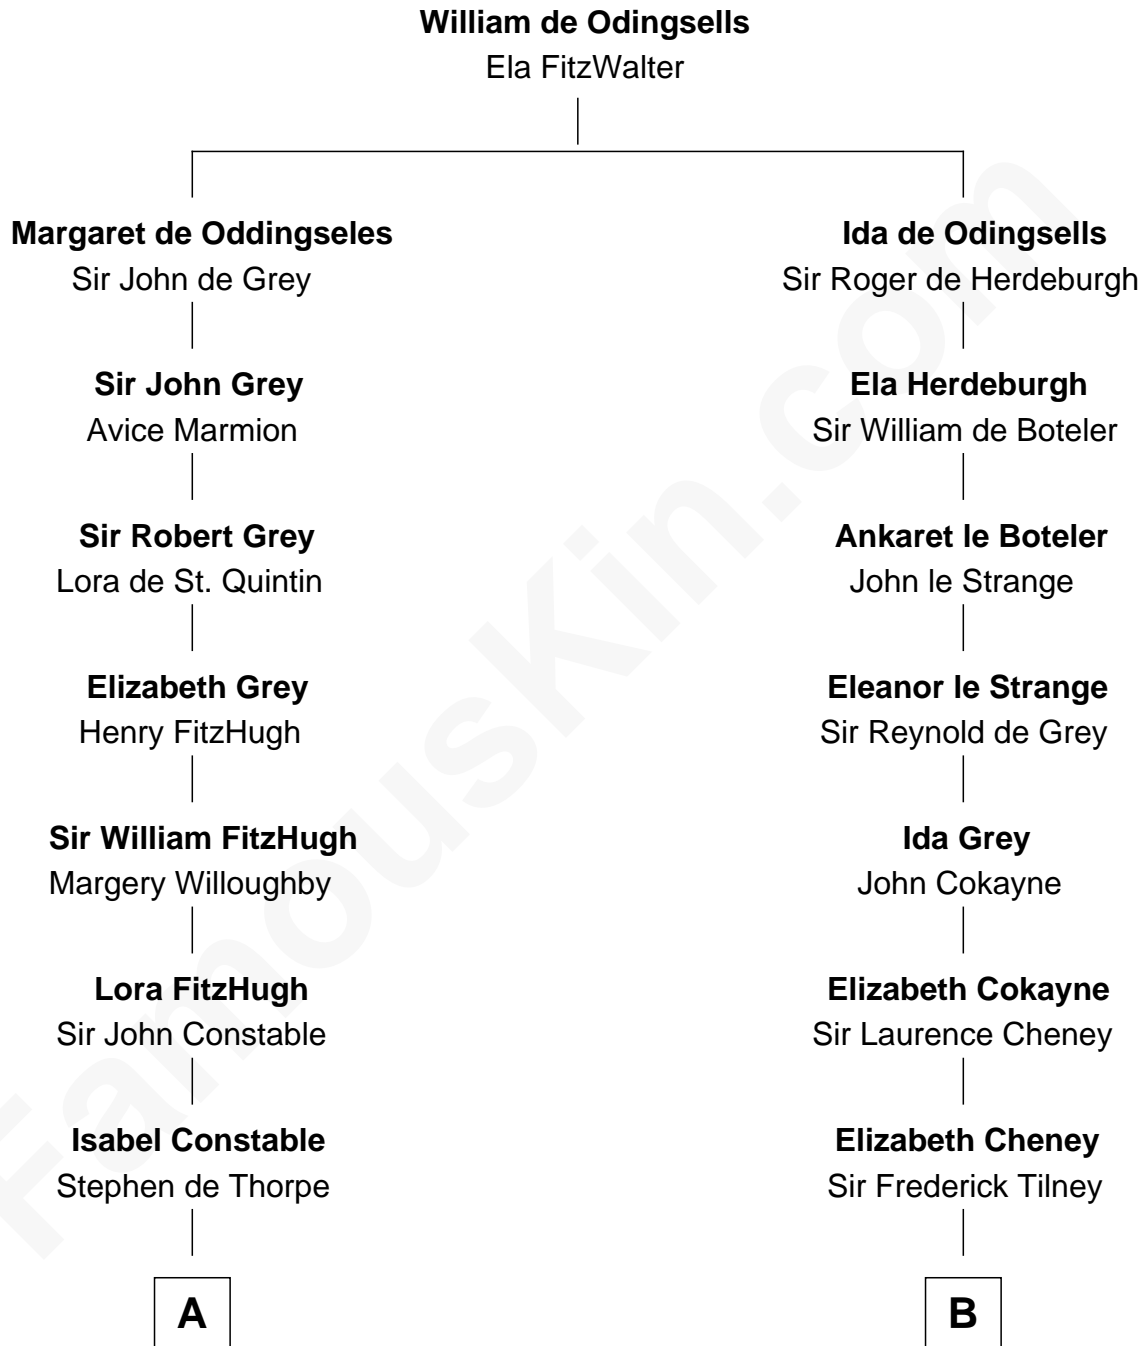 William de Odingsells
Ela FitzWalter
Margaret de Oddingseles
Sir John de Grey
Sir John Grey
Avice Marmion
Sir Robert Grey
Lora de St. Quintin
Elizabeth Grey
Henry FitzHugh
Sir William FitzHugh
Margery Willoughby
Lora FitzHugh
Sir John Constable
Isabel Constable
Stephen de Thorpe
A
Ida de Odingsells
Sir Roger de Herdeburgh
Ela Herdeburgh
Sir William de Boteler
Ankaret le Boteler
John le Strange
Eleanor le Strange
Sir Reynold de Grey
Ida Grey
John Cokayne
Elizabeth Cokayne
Sir Laurence Cheney
Elizabeth Cheney
Sir Frederick Tilney
B
FamousKin.com